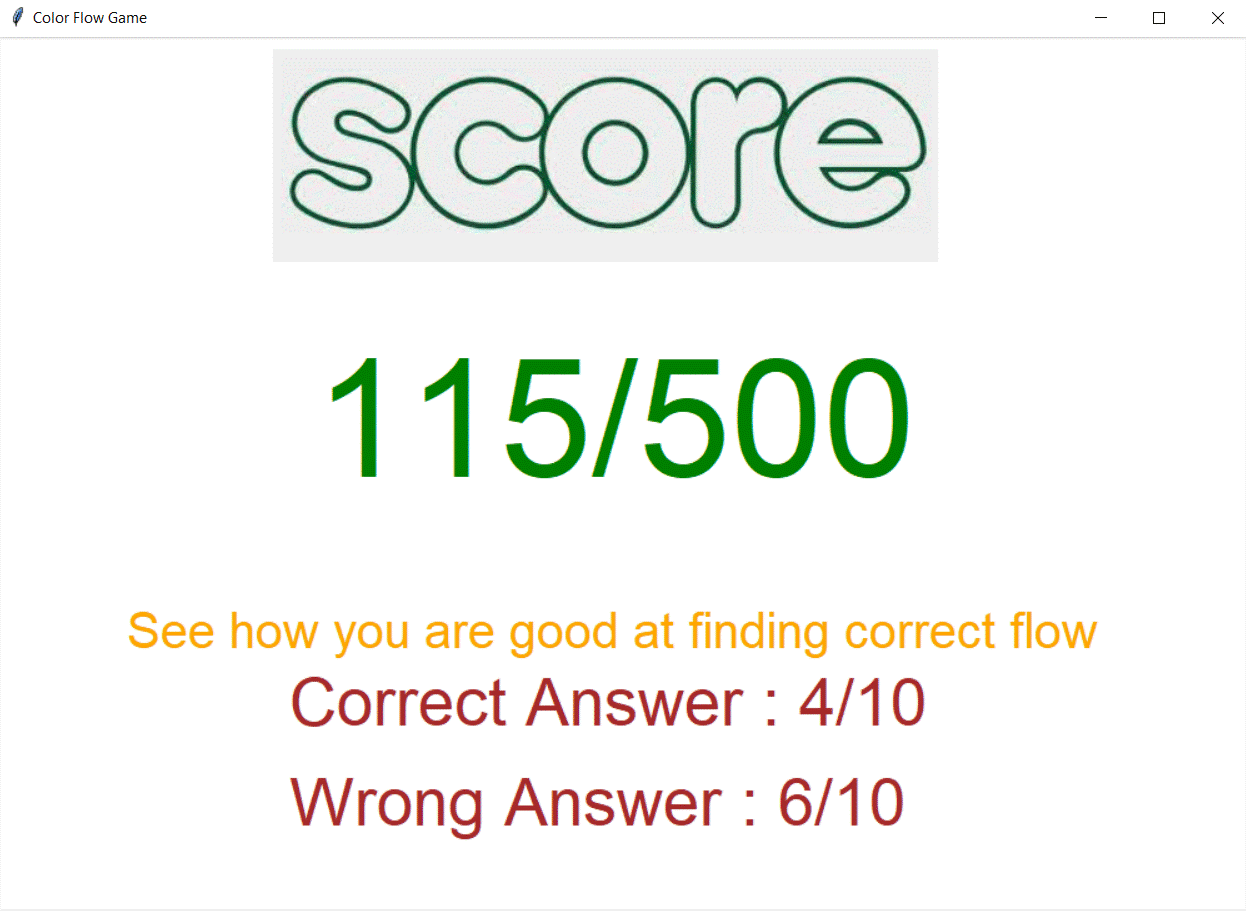 Color Flow Game
score
115/500
See how you are good at finding correct flow
Correct Answer : 4/10
Wrong Answer : 6/10